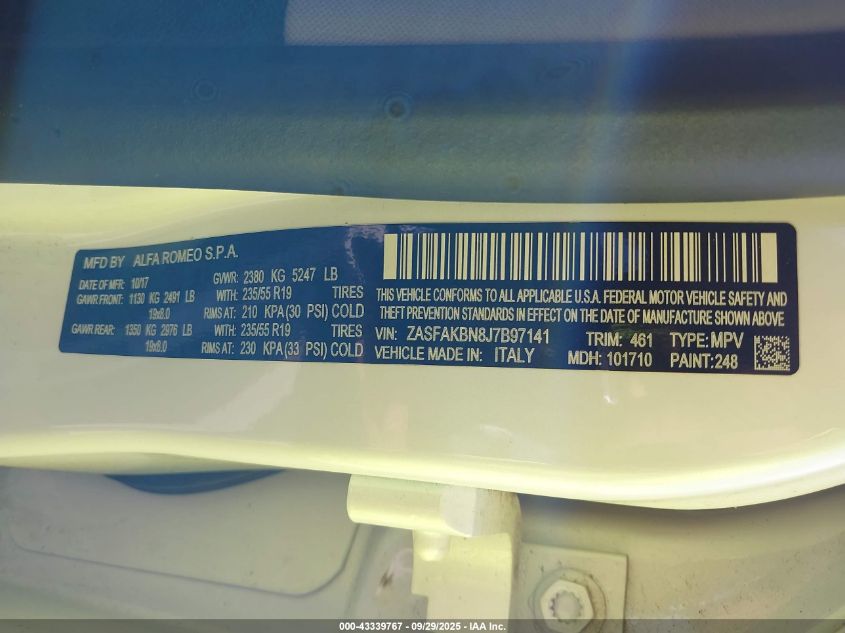 MFD BY ALFA ROMEO S.P.A.
DATE OF MFR: 10/17 GVWR: 2380 KG 5247 LB
GAWR FRONT: 1130 KG 2491 LB WITH: 235/55 R19 TIRES
19x8.0 RIMS AT: 210 KPA (30 PSI) COLD
GAWR REAR: 1350 KG 2976 LB WITH: 235/55 R19 TIRES
19x8.0 RIMS AT: 230 KPA (33 PSI) COLD
THIS VEHICLE CONFORMS TO ALL APPLICABLE U.S.A. FEDERAL MOTOR VEHICLE SAFETY AND
THEFT PREVENTION STANDARDS IN EFFECT ON THE DATE OF MANUFACTURE SHOWN ABOVE
VIN: ZASFAKBN8J7B97141 TRIM: 461 TYPE: MPV
VEHICLE MADE IN: ITALY MDH: 101710 PAINT: 248
000-43339767 - 09/29/2025 - IAA Inc.